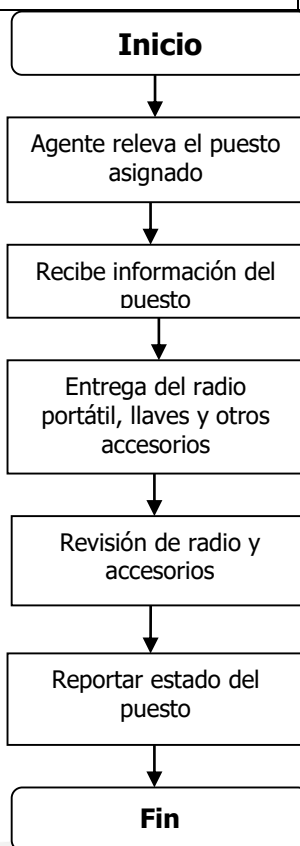 Inicio
Agente releva el puesto
asignado
Recibe información del
puesto
Entrega del radio
portátil, llaves y otros
accesorios
Revisión de radio y
accesorios
Reportar estado del
puesto
Fin